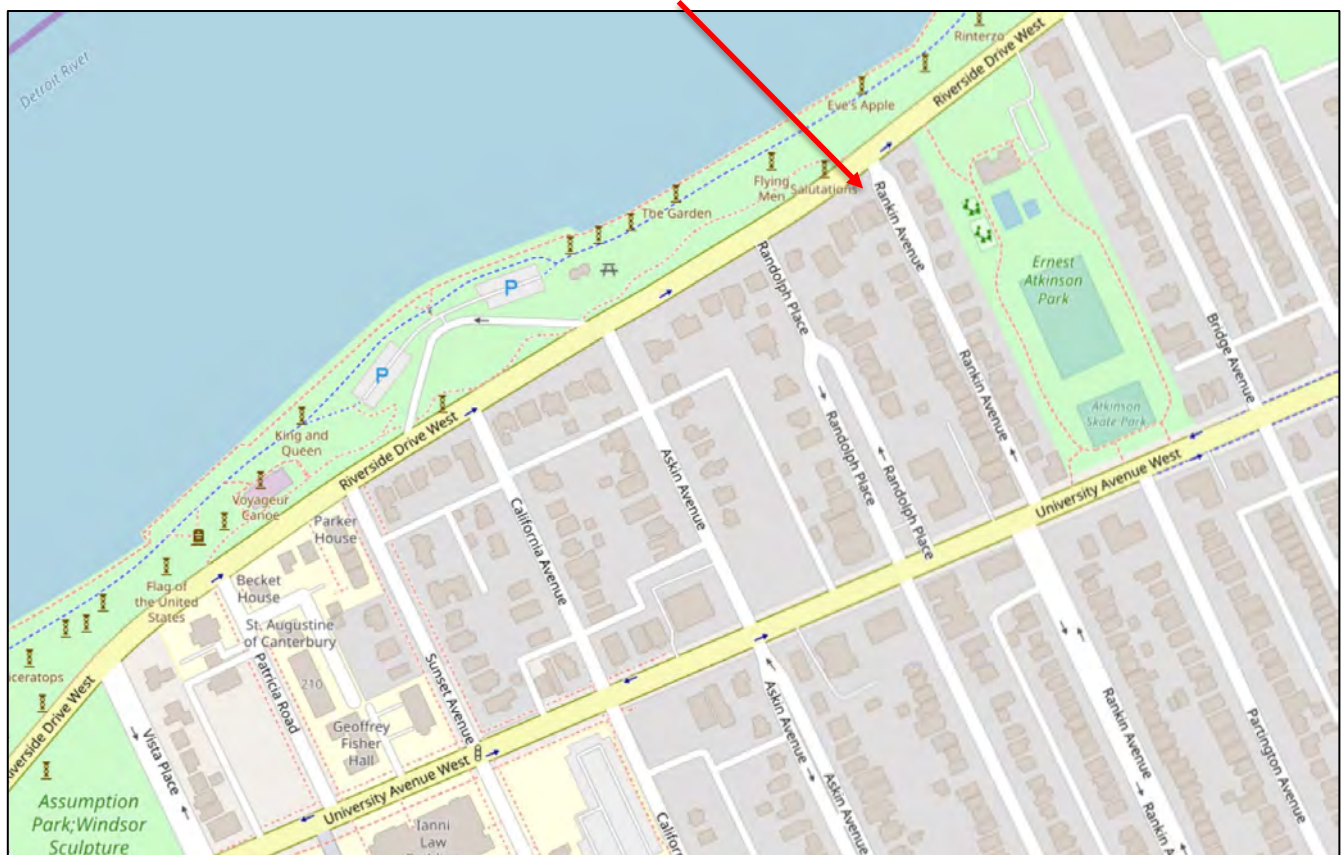 Detroit River
Rinterzo
Riverside Drive West
Eve's Apple
Flying
Men
Salutations
The Garden
Rankin Avenue
Randolph Place
Ernest
Atkinson
Park
P
P
Bridge Avenue
Rankin Avenue
Atkinson
Skate Park
King and
Queen
Riverside Drive West
Randolph Place
Randolph Place
Askin Avenue
University Avenue West
Voyageur
Canoe
Parker
House
California Avenue
Flag of
the United
States
Becket
House
St. Augustine
of Canterbury
Patricia Road
210
Sunset Avenue
ceratops
iverside Drive West
Vista Place
Geoffrey
Fisher
Hall
Askin Avenue
Rankin Avenue
Partington Avenue
University Avenue West
Askin Avenue
Rankin A
Califor
Assumption
Park;Windsor
Sculpture
Ianni
Law